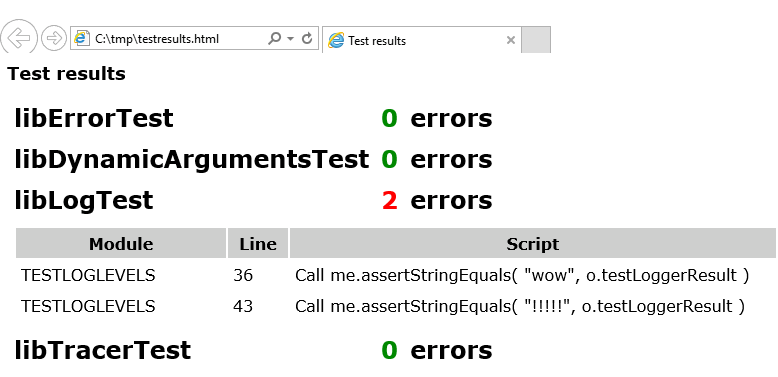 C:\tmp\testresults.html
Test results
Test results
libErrorTest 0 errors
libDynamicArgumentsTest 0 errors
libLogTest 2 errors
Module Line Script
TESTLOGLEVELS 36 Call me.assertStringEquals( "wow", o.testLoggerResult )
TESTLOGLEVELS 43 Call me.assertStringEquals( "!!!!!", o.testLoggerResult )
libTracerTest 0 errors